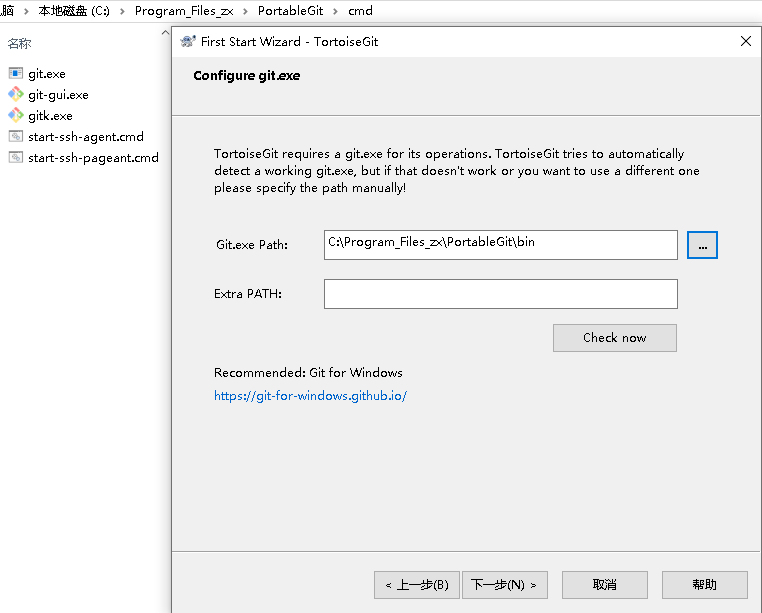 脑 > 本地磁盘 (C:) > Program_Files_zx > PortableGit > cmd
名称
git.exe
git-gui.exe
gitk.exe
start-ssh-agent.cmd
start-ssh-pageant.cmd
First Start Wizard - TortoiseGit
Configure git.exe
TortoiseGit requires a git.exe for its operations. TortoiseGit tries to automatically
detect a working git.exe, but if that doesn't work or you want to use a different one
please specify the path manually!
Git.exe Path: C:\Program_Files_zx\PortableGit\bin ...
Extra PATH:
Check now
Recommended: Git for Windows
https://git-for-windows.github.io/
< 上一步(B) 下一步(N) > 取消 帮助